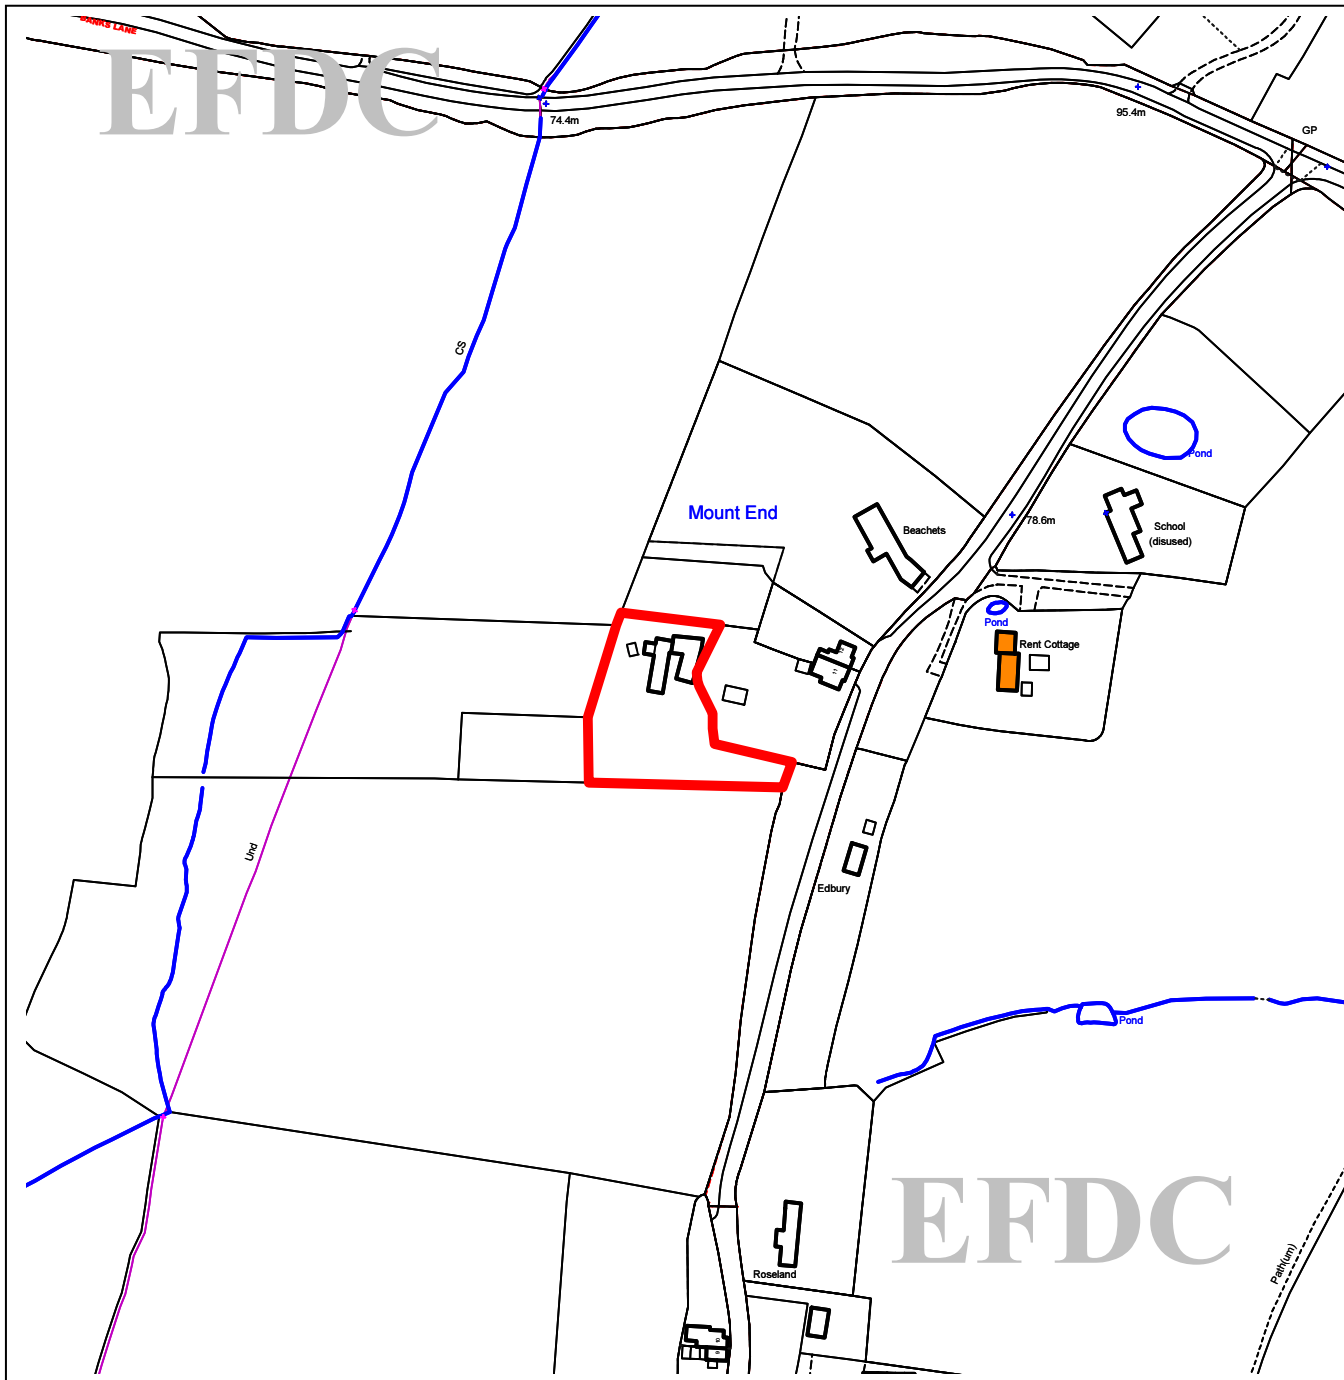 BANKS LANE
EFDC
74.4m
95.4m
GP
CS
Pond
Mount End
Beachets
78.6m
School
(disused)
Pond
Rent Cottage
Und
Edbury
Pond
EFDC
Roseland
Path(um)